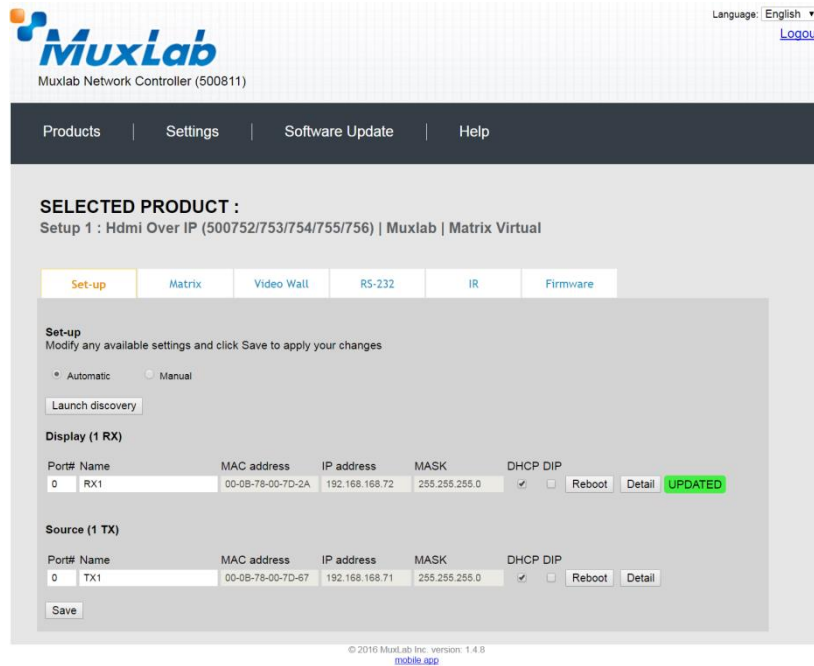 Language: English
Logou
MuxLab
Muxlab Network Controller (500811)
Products | Settings | Software Update | Help
SELECTED PRODUCT :
Setup 1 : Hdmi Over IP (500752/753/754/755/756) | Muxlab | Matrix Virtual
Set-up Matrix Video Wall RS-232 IR Firmware
Set-up
Modify any available settings and click Save to apply your changes
Automatic Manual
Launch discovery
Display (1 RX)
Port# Name MAC address IP address MASK DHCP DIP
0 RX1 00-0B-78-00-7D-2A 192.168.168.72 255.255.255.0 Reboot Detail UPDATED
Source (1 TX)
Port# Name MAC address IP address MASK DHCP DIP
0 TX1 00-0B-78-00-7D-67 192.168.168.71 255.255.255.0 Reboot Detail
Save
© 2016 MuxLab Inc. version: 1.4.8
mobile app